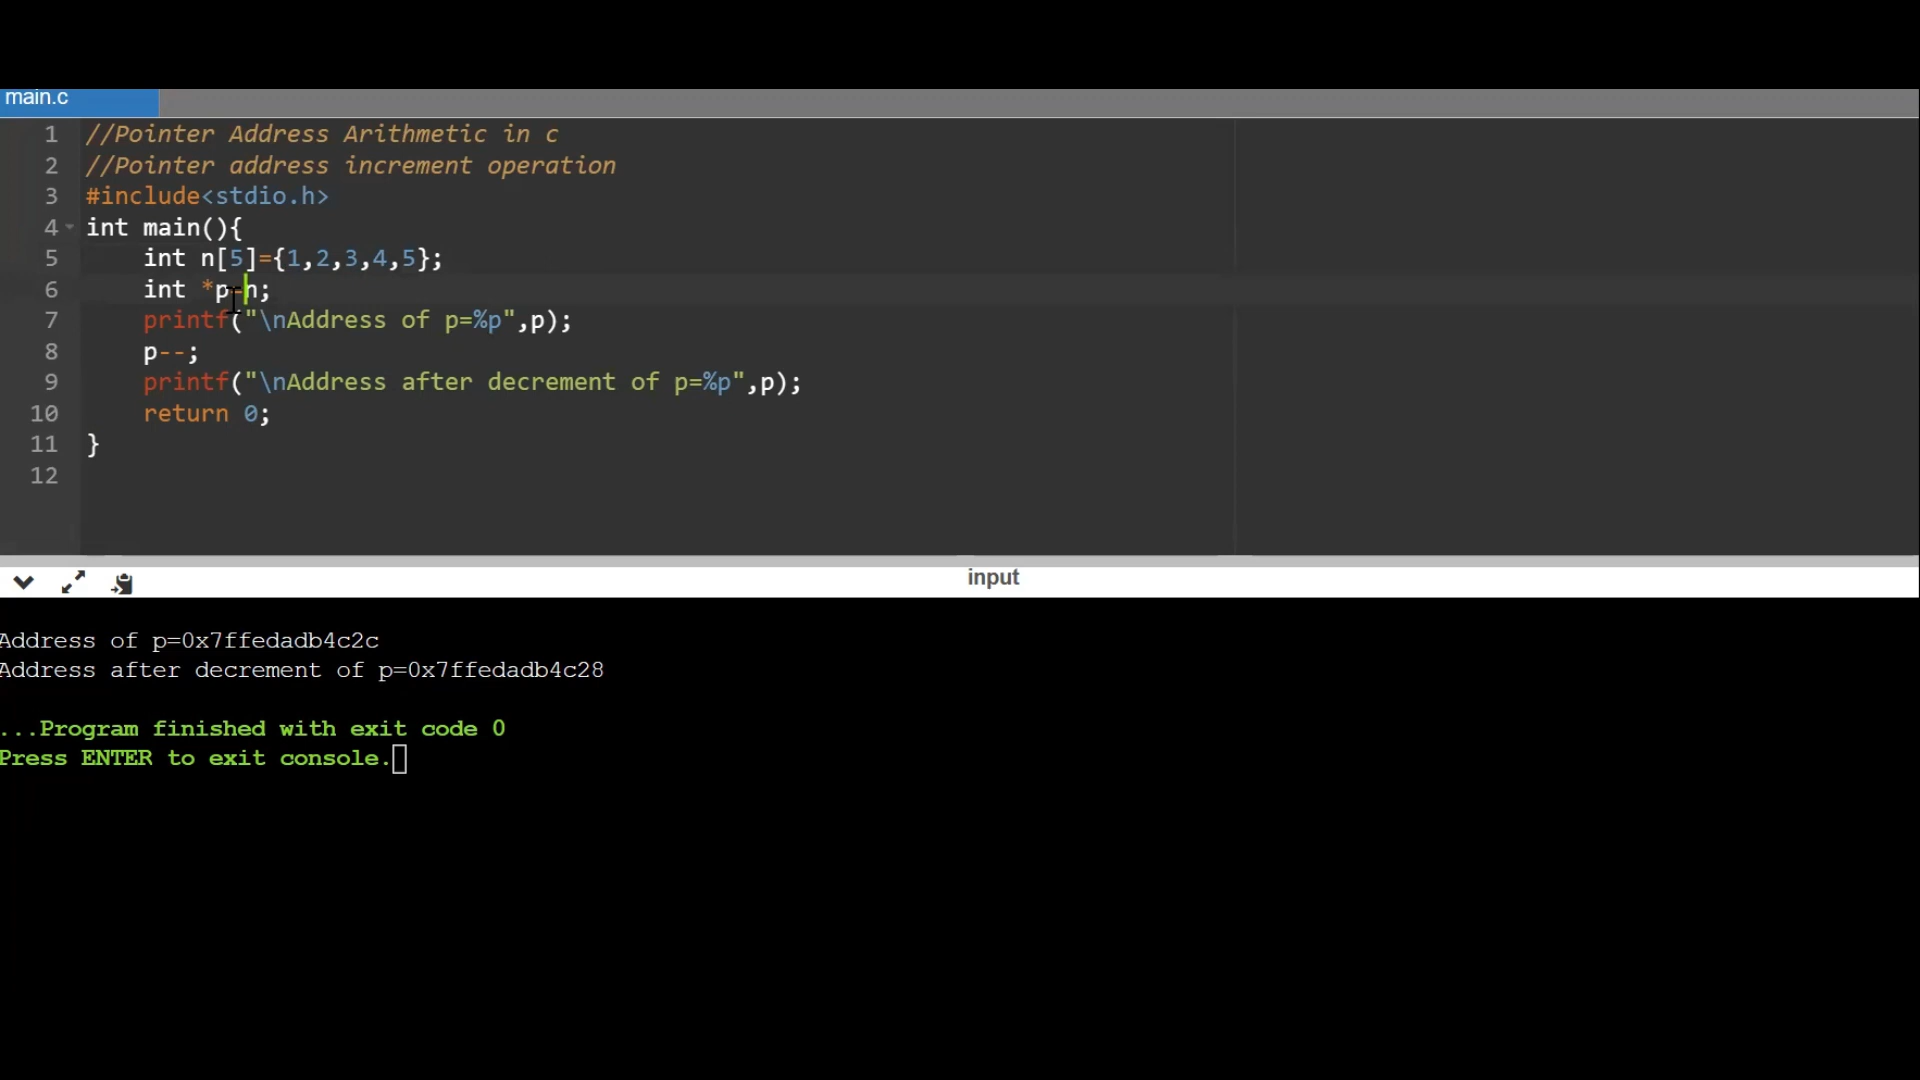 main.c
1 //Pointer Address Arithmetic in c
2 //Pointer address increment operation
3 #include<stdio.h>
4 int main(){
5 int n[5]={1,2,3,4,5};
6 int *p=n;
7 printf("\nAddress of p=%p",p);
8 p--;
9 printf("\nAddress after decrement of p=%p",p);
10 return 0;
11 }
12
input
Address of p=0x7ffedadb4c2c
Address after decrement of p=0x7ffedadb4c28
...Program finished with exit code 0
Press ENTER to exit console.